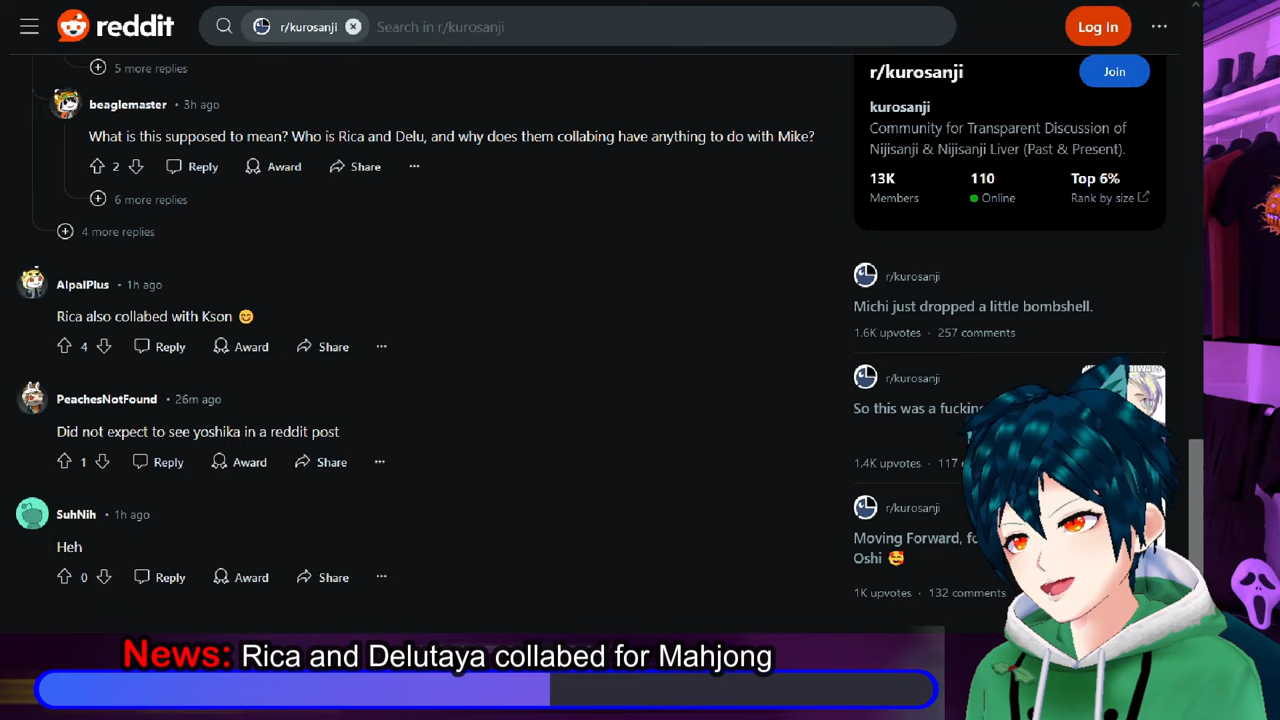 reddit
r/kurosanji
Search in r/kurosanji
Log In
5 more replies
beaglemaster • 3h ago
What is this supposed to mean? Who is Rica and Delu, and why does them collabing have anything to do with Mike?
2 Reply Award Share
6 more replies
4 more replies
AlpalPlus • 1h ago
Rica also collabed with Kson 😊
4 Reply Award Share
PeachesNotFound • 26m ago
Did not expect to see yoshika in a reddit post
1 Reply Award Share
SuhNih • 1h ago
Heh
0 Reply Award Share
r/kurosanji
Join
kurosanji
Community for Transparent Discussion of
Nijisanji & Nijisanji Liver (Past & Present).
13K 110 Top 6%
Members Online Rank by size
r/kurosanji
Michi just dropped a little bombshell.
1.6K upvotes • 257 comments
r/kurosanji
So this was a
1.4K upvotes • 117
r/kurosanji
Moving Forward,
Oshi 🥰
1K upvotes • 132 comments
News: Rica and Delutaya collabed for Mahjong